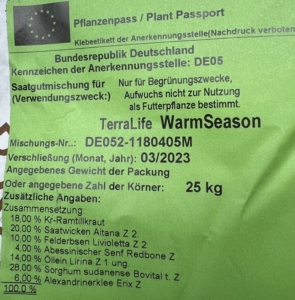 Pflanzenpass / Plant Passport
Klebeetikett der Anerkennungsstelle(Nachdruck verboten
Bundesrepublik Deutschland
Kennzeichen der Anerkennungsstelle: DE05
Saatgutmischung für Nur für Begrünungszwecke,
(Verwendungszweck): Aufwuchs nicht zur Nutzung
als Futterpflanze bestimmt.
TerraLife WarmSeason
Mischungs-Nr..: DE052-1180405M
Verschließung (Monat, Jahr): 03/2023
Angegebenes Gewicht der Packung
Oder angegebene Zahl der Körner: 25 kg
Zusätzliche Angaben:
Zusammensetzung
18,00 % Kr-Ramtillkraut
20,00 % Saatwicken Altana Z 2
10,00 % Felderbsen Livioletta Z 2
4,00 % Abessinischer Senf Redbone Z
14,00 % Öllein Lirina Z 1 ung
28,00 % Sorghum sudanense Bovital t. Z
6,00 % Alexandrinerklee Erix Z
100,0 %